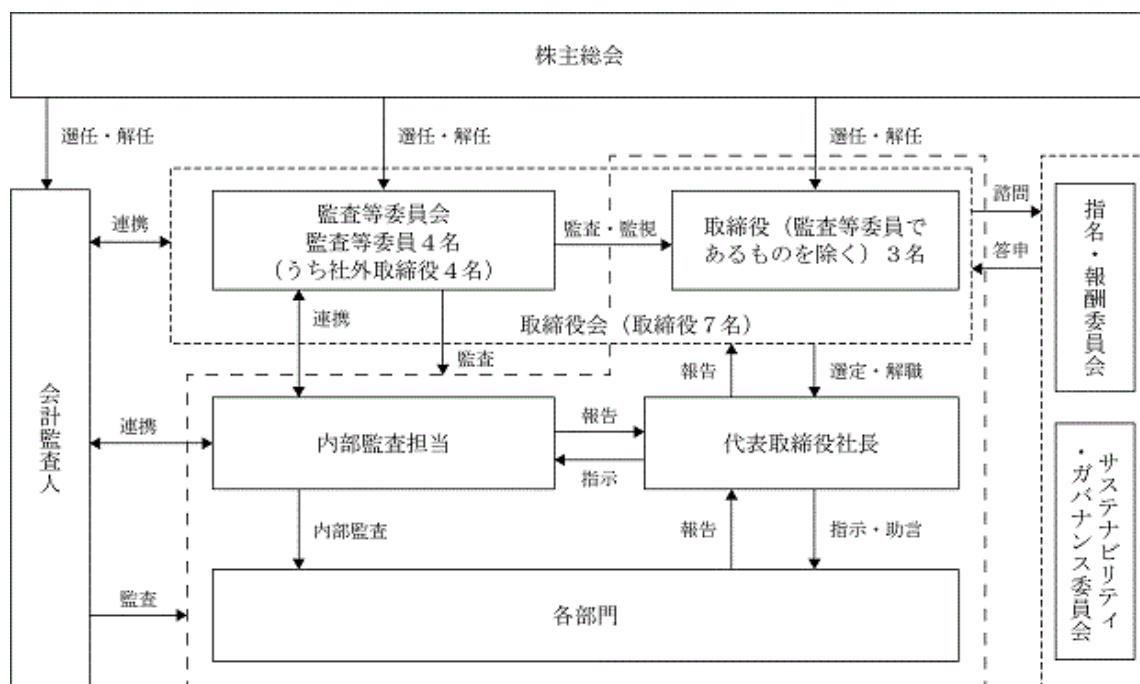 株主総会
選任・解任
選任・解任
選任・解任
連携
監査等委員会
監査等委員４名
（うち社外取締役４名）
監査・監視
取締役（監査等委員で
あるものを除く）３名
諮問
答申
指名・報酬委員会
連携
取締役会（取締役７名）
監査
報告
選定・解職
会計監査人
連携
内部監査担当
報告
指示
代表取締役社長
サステナビリティ
・ガバナンス委員会
内部監査
報告
指示・助言
監査
各部門